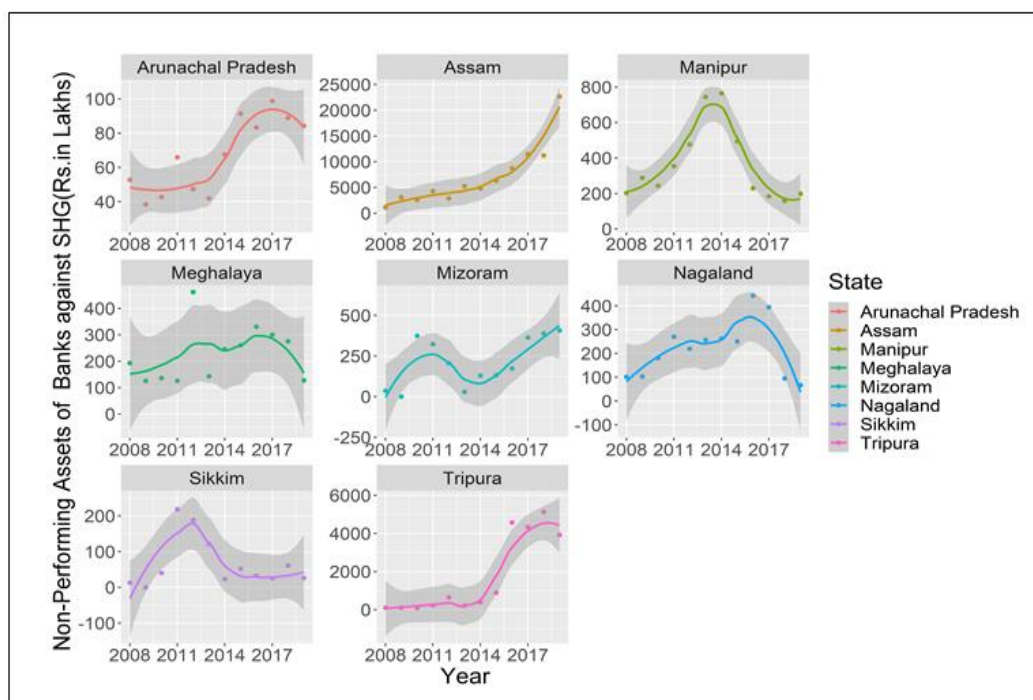 Non-Performing Assets of Banks against SHG(Rs.in Lakhs)
Arunachal Pradesh
100
80
60
40
2008 2011 2014 2017
Assam
25000
20000
15000
10000
5000
0
2008 2011 2014 2017
Manipur
800
600
400
200
0
2008 2011 2014 2017
Meghalaya
400
300
200
100
0
2008 2011 2014 2017
Mizoram
500
250
0
-250
2008 2011 2014 2017
Nagaland
400
300
200
100
0
-100
2008 2011 2014 2017
Sikkim
200
100
0
-100
2008 2011 2014 2017
Tripura
6000
4000
2000
0
2008 2011 2014 2017
Year
State
Arunachal Pradesh
Assam
Manipur
Meghalaya
Mizoram
Nagaland
Sikkim
Tripura